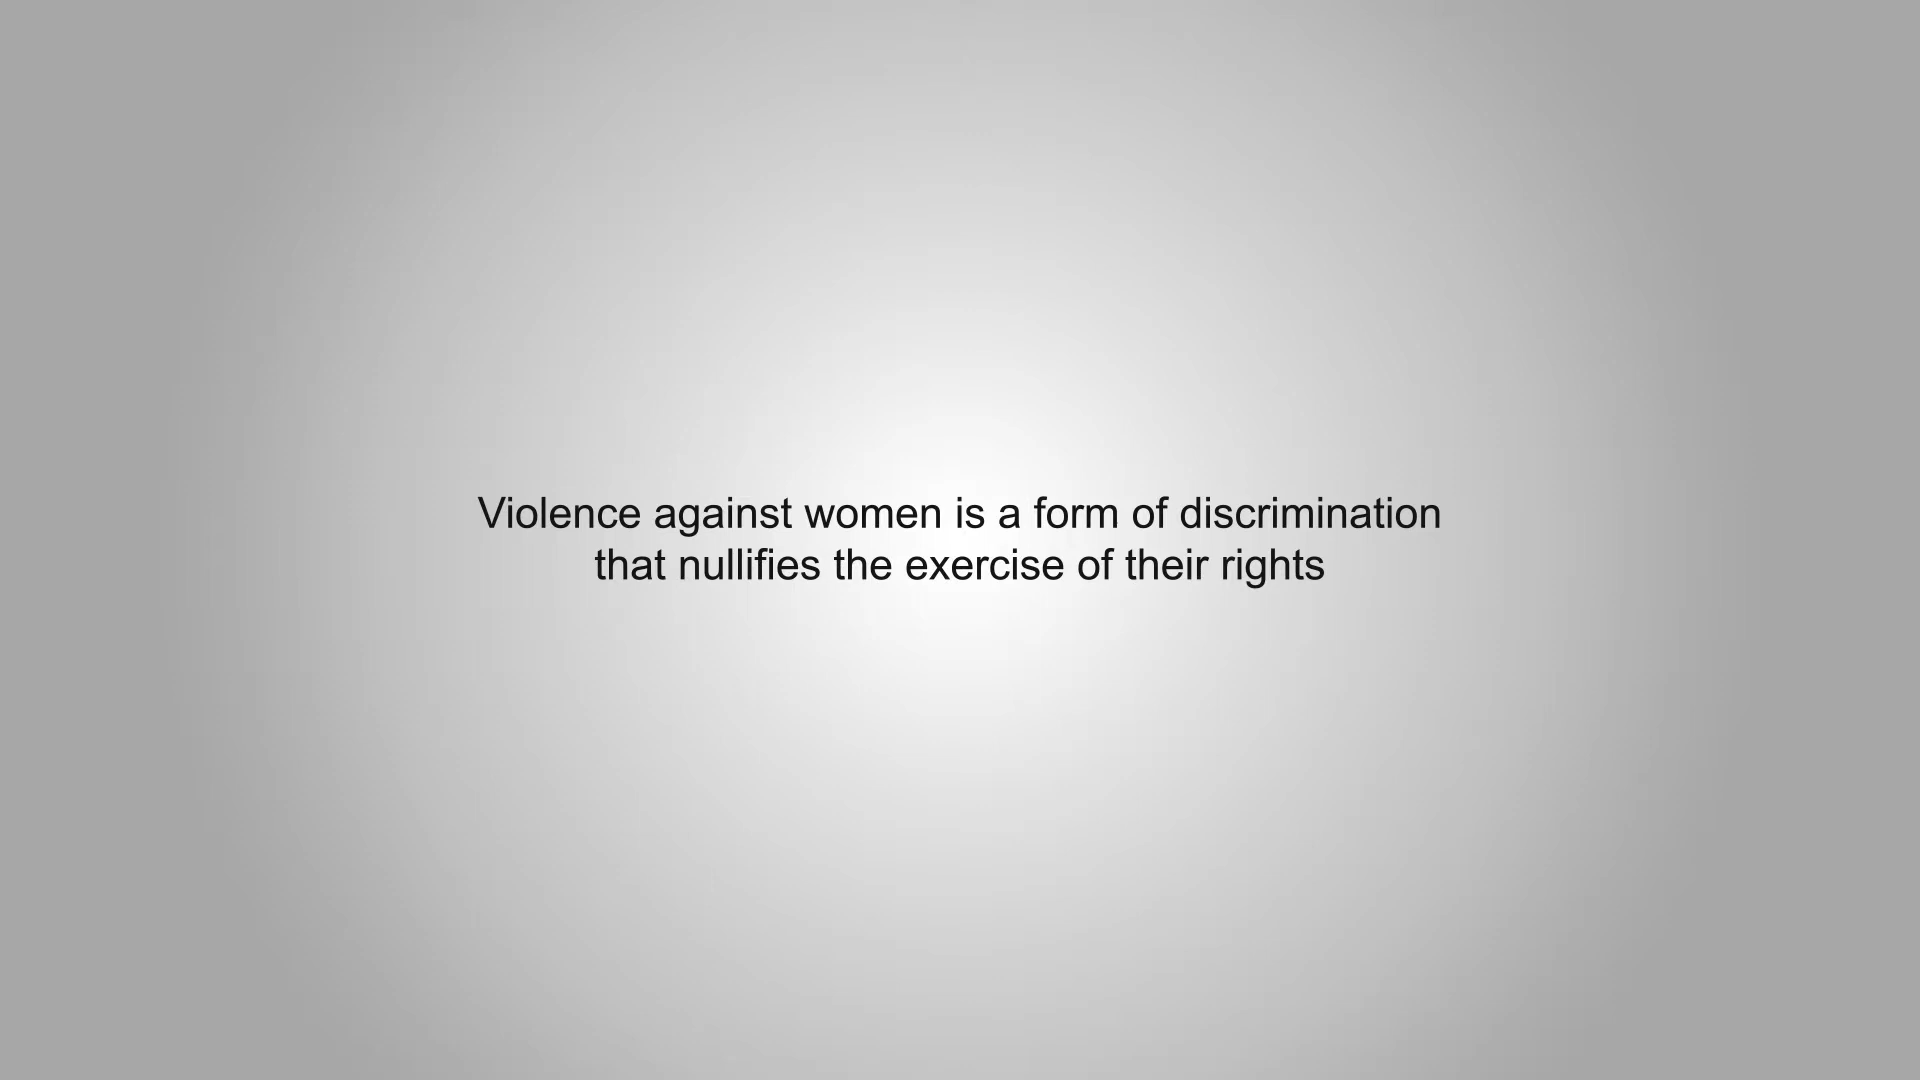 Violence against women is a form of discrimination
that nullifies the exercise of their rights